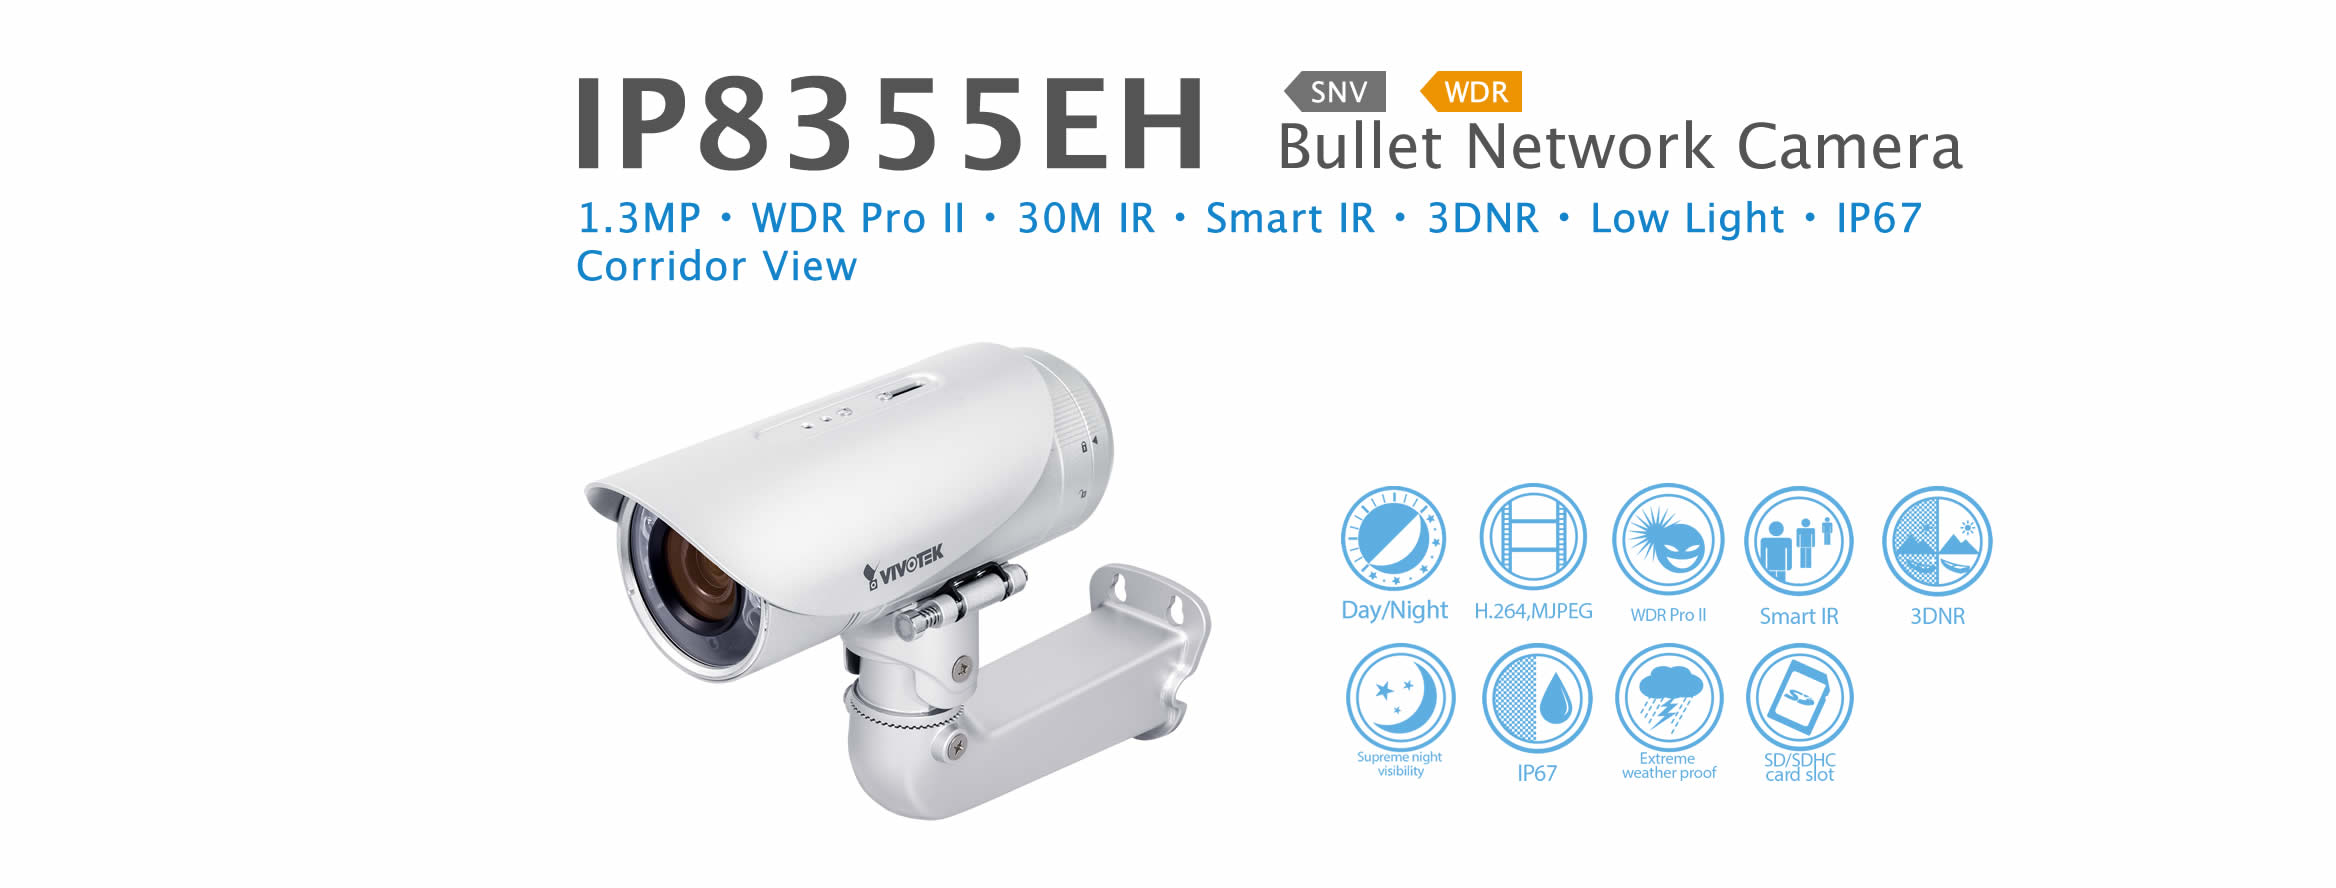 IP8355EH
SNV
WDR
Bullet Network Camera
1.3MP • WDR Pro II • 30M IR • Smart IR • 3DNR • Low Light • IP67
Corridor View
VIVOTEK
Day/Night
H.264,MJPEG
WDR Pro II
Smart IR
3DNR
Supreme night
visibility
IP67
Extreme
weather proof
SD/SDHC
card slot